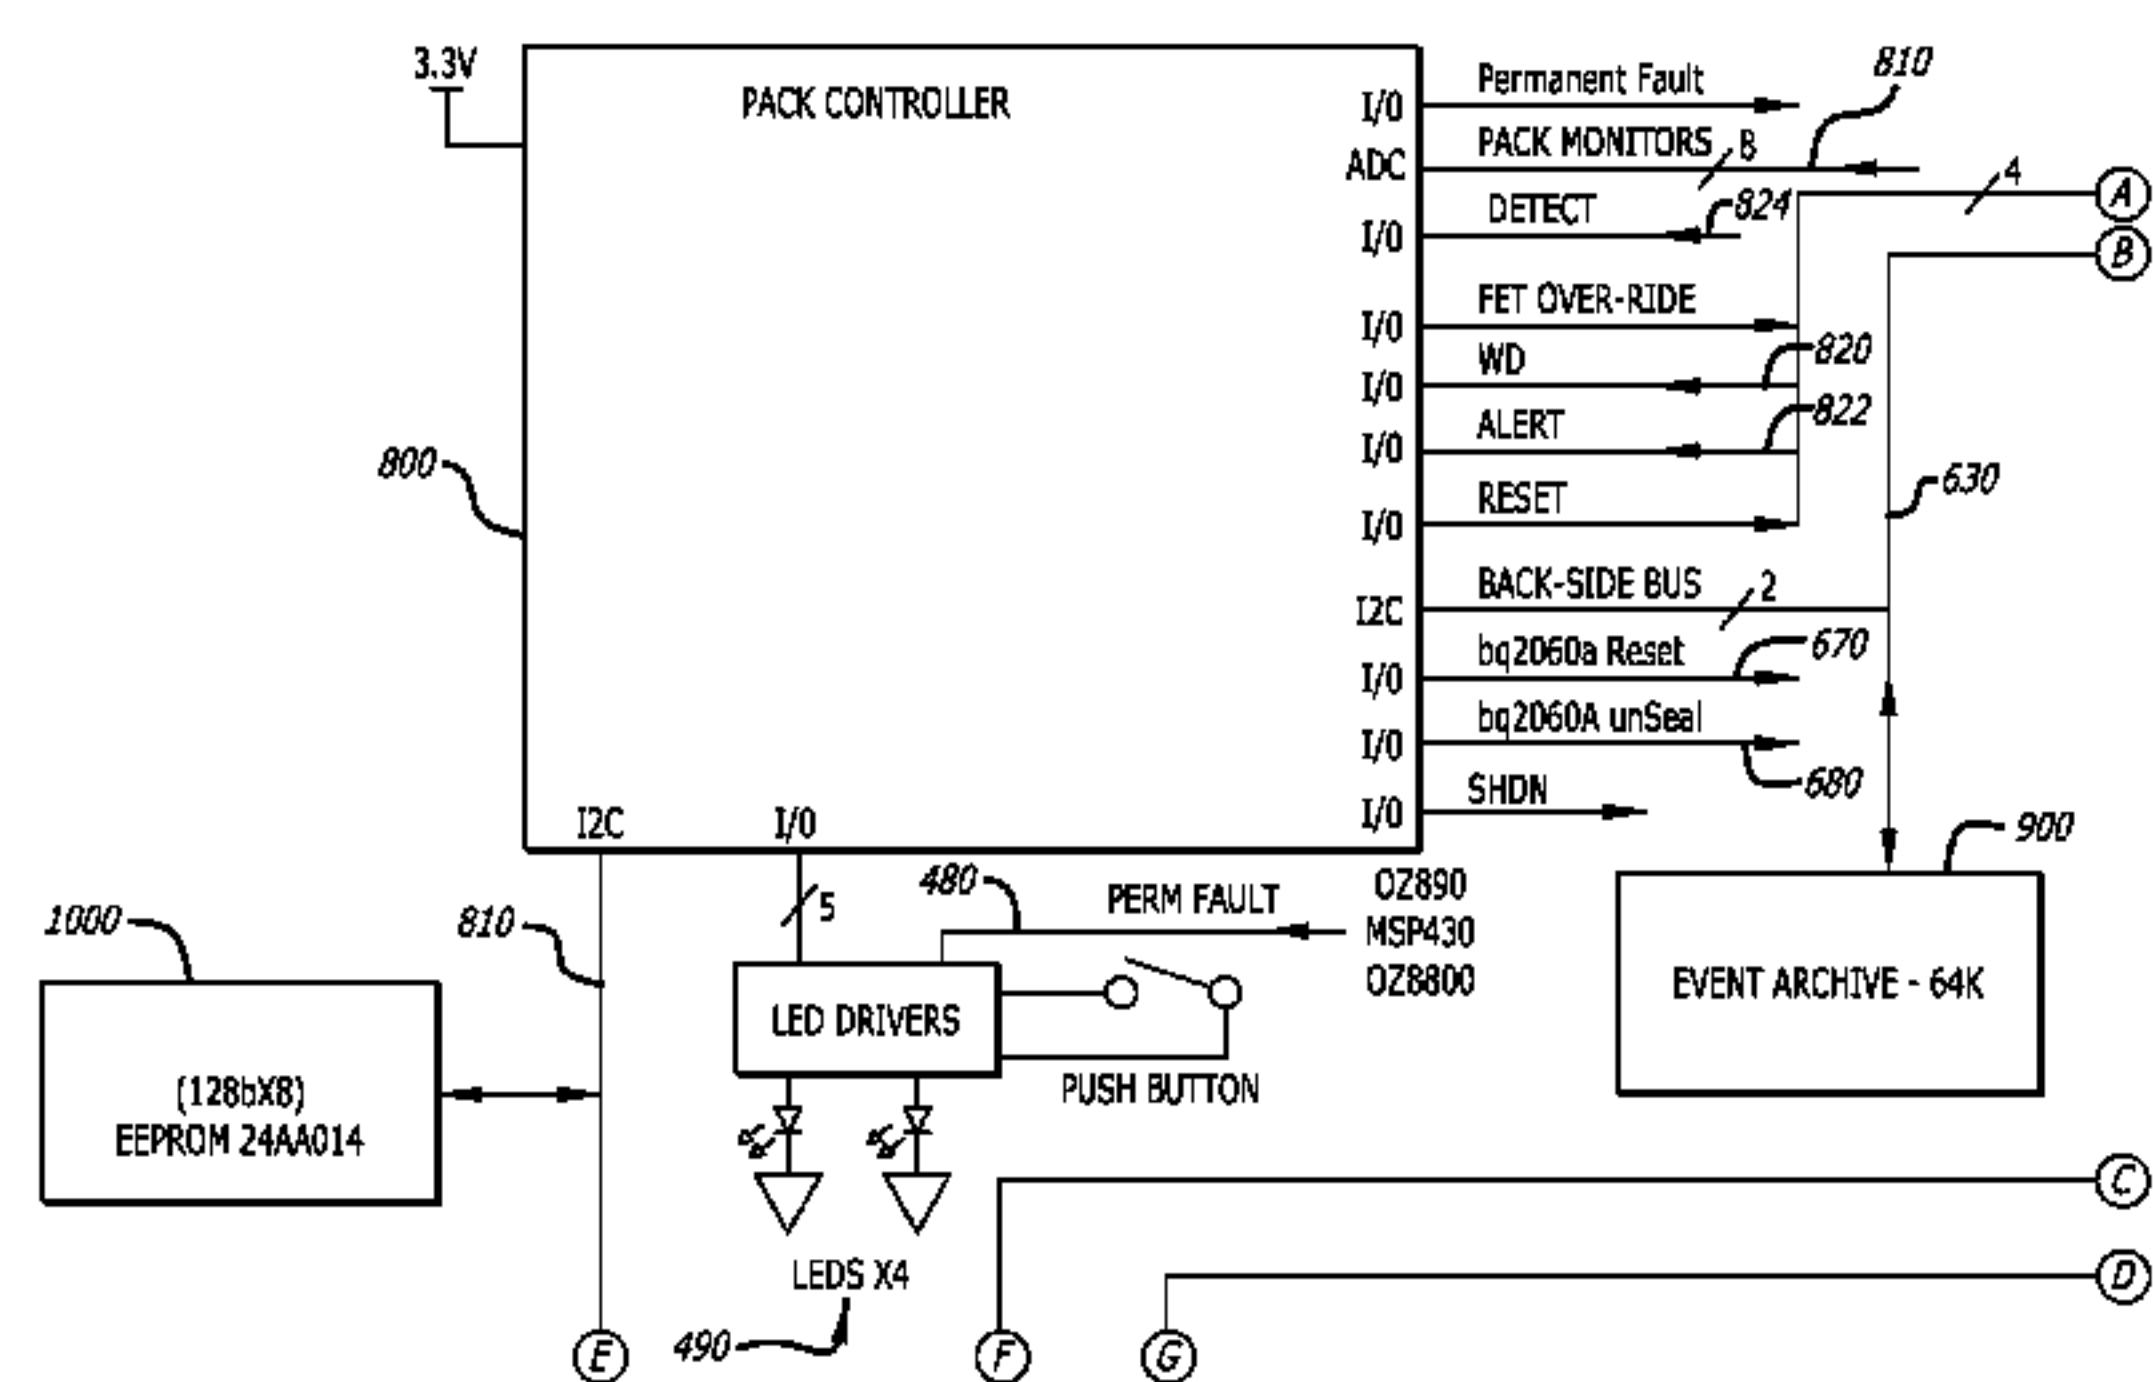 3.3V
PACK CONTROLLER
I/O
Permanent Fault
810
ADC
PACK MONITORS
8
4
A
I/O
DETECT
824
B
I/O
FET OVER-RIDE
I/O
WD
820
I/O
ALERT
822
800
I/O
RESET
630
I2C
BACK-SIDE BUS
2
I/O
bq2060a Reset
670
I/O
bq2060A unSeal
680
I/O
SHDN
I2C
I/O
900
5
480
PERM FAULT
OZ890
MSP430
OZ8800
1000
810
LED DRIVERS
EVENT ARCHIVE - 64K
PUSH BUTTON
(128bX8)
EEPROM 24AA014
C
LEDS X4
D
490
E
F
G